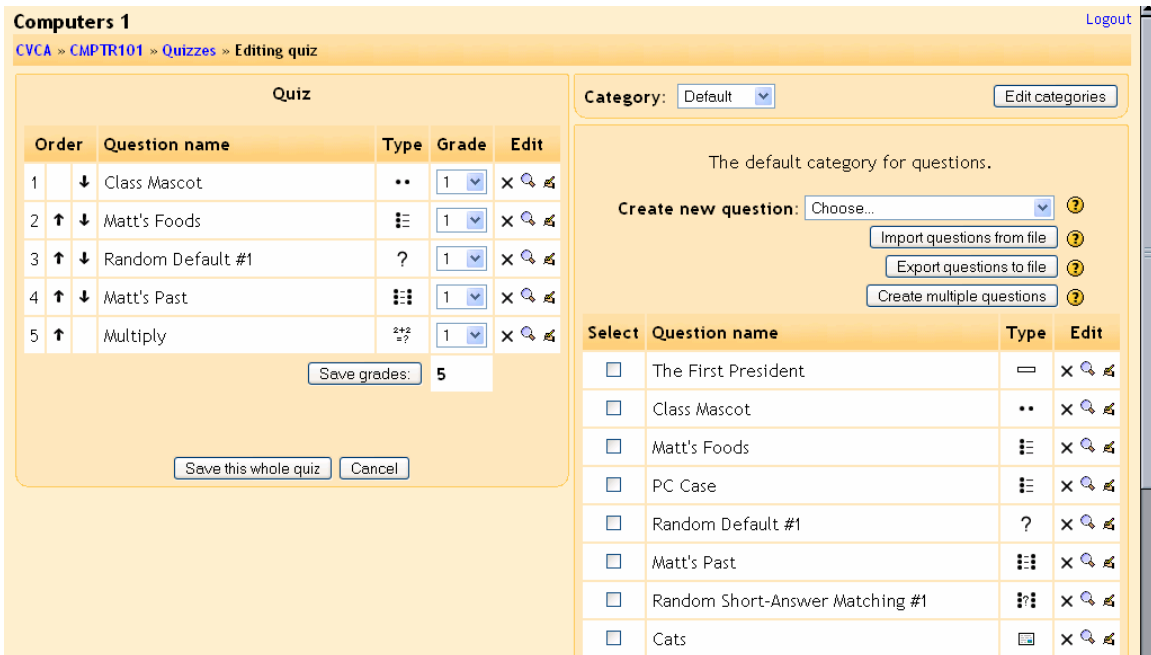 Computers 1
Logout
CVCA » CMPTR101 » Quizzes » Editing quiz
Quiz
Order Question name Type Grade Edit
1 Class Mascot 1
2 Matt's Foods 1
3 Random Default #1 ? 1
4 Matt's Past 1
5 Multiply 2+2 =? 1
Save grades: 5
Save this whole quiz Cancel
Category: Default Edit categories
The default category for questions.
Create new question: Choose... ?
Import questions from file ?
Export questions to file ?
Create multiple questions ?
Select Question name Type Edit
The First President
Class Mascot
Matt's Foods
PC Case
Random Default #1 ?
Matt's Past
Random Short-Answer Matching #1 ?
Cats